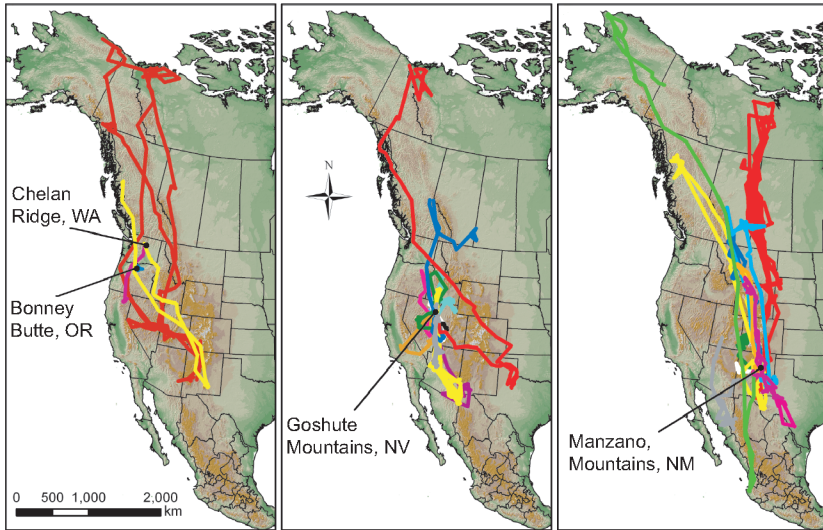 Chelan
Ridge, WA
Bonney
Butte, OR
0 500 1,000 2,000
km
N
Goshute
Mountains, NV
Manzano,
Mountains, NM